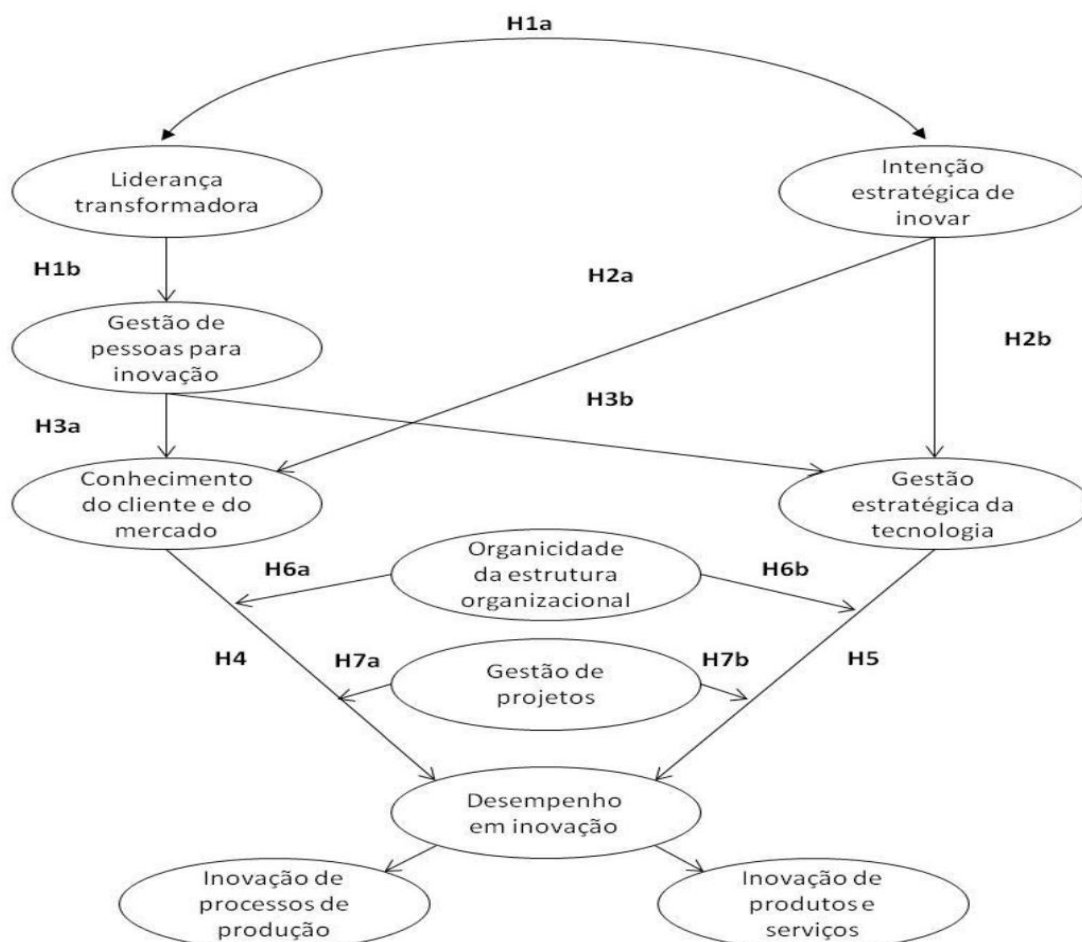 H1a
Liderança
transformadora
Intenção
estratégica de
inovar
H1b
H2a
Gestão de
pessoas para
inovação
H2b
H3a
H3b
Conhecimento
do cliente e do
mercado
Gestão
estratégica da
tecnologia
Organicidade
da estrutura
organizacional
H6a
H6b
H4
H7a
Gestão de
projetos
H7b
H5
Desempenho
em inovação
Inovação de
processos de
produção
Inovação de
produtos e
serviços